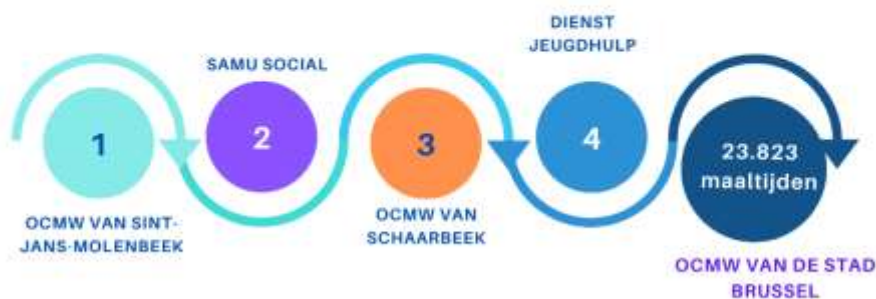 1
OCMW VAN SINT-
JANS-MOLENBEEK
SAMU SOCIAL
2
3
OCMW VAN
SCHAARBEEK
DIENST
JEUGDHULP
4
23.823
maaltijden
OCMW VAN DE STAD
BRUSSEL